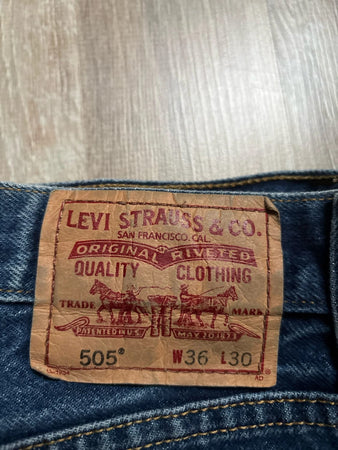 LEVI STRAUSS & CO.
SAN FRANCISCO, CAL.
ORIGINAL RIVETED
QUALITY CLOTHING
TRADE MARK
PATENTED IN U.S. MAY 20 1873
505® W36 L30